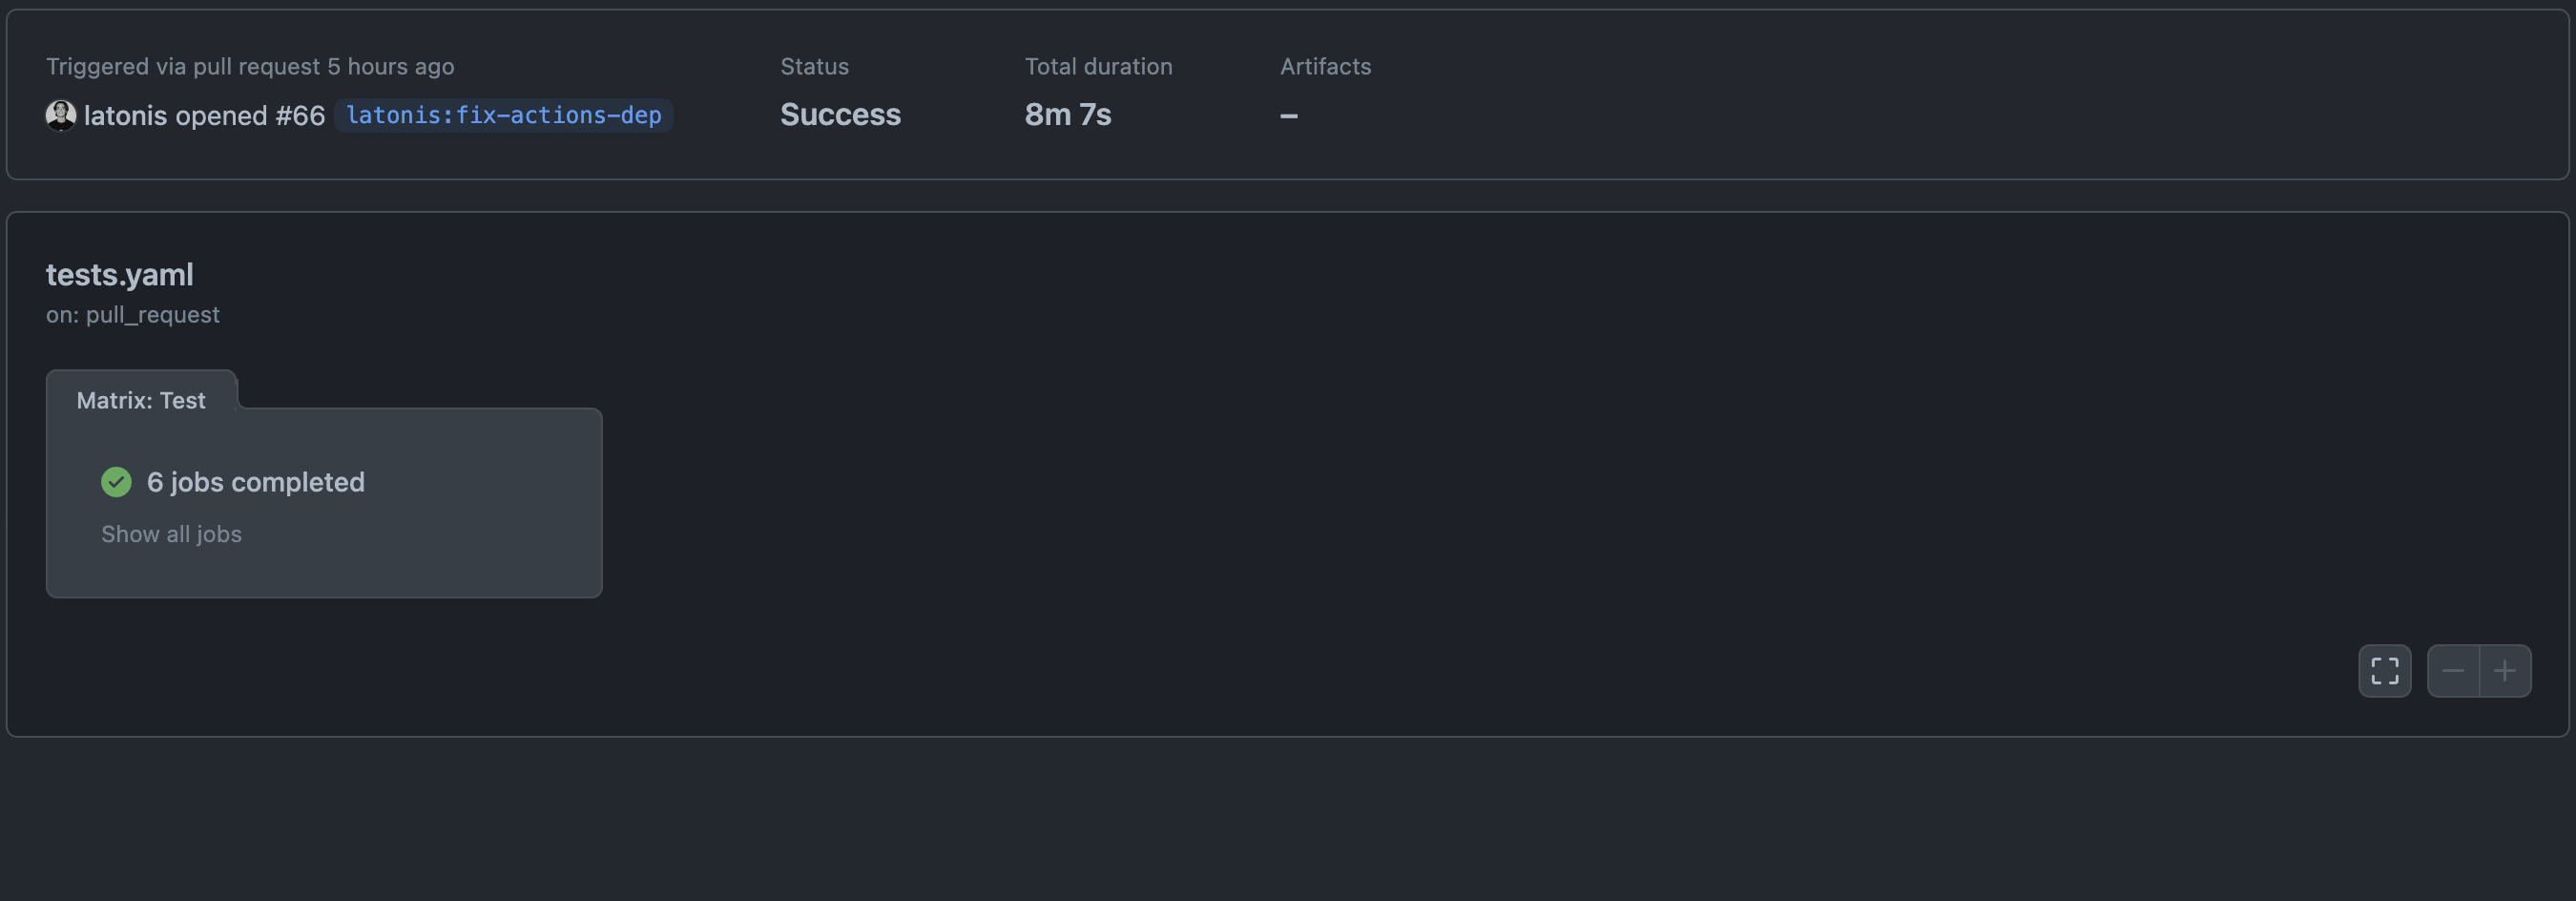 Triggered via pull request 5 hours ago
latonis opened #66 latonis:fix-actions-dep
Status
Success
Total duration
8m 7s
Artifacts
–
tests.yaml
on: pull_request
Matrix: Test
6 jobs completed
Show all jobs